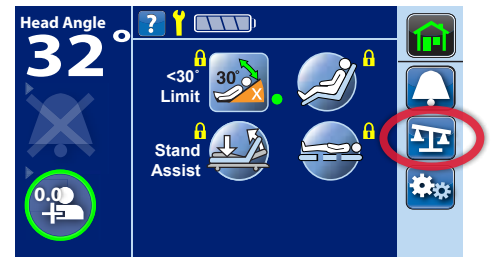 Head Angle
32°
?
<30°
Limit
30°
X
Stand
Assist
0.0